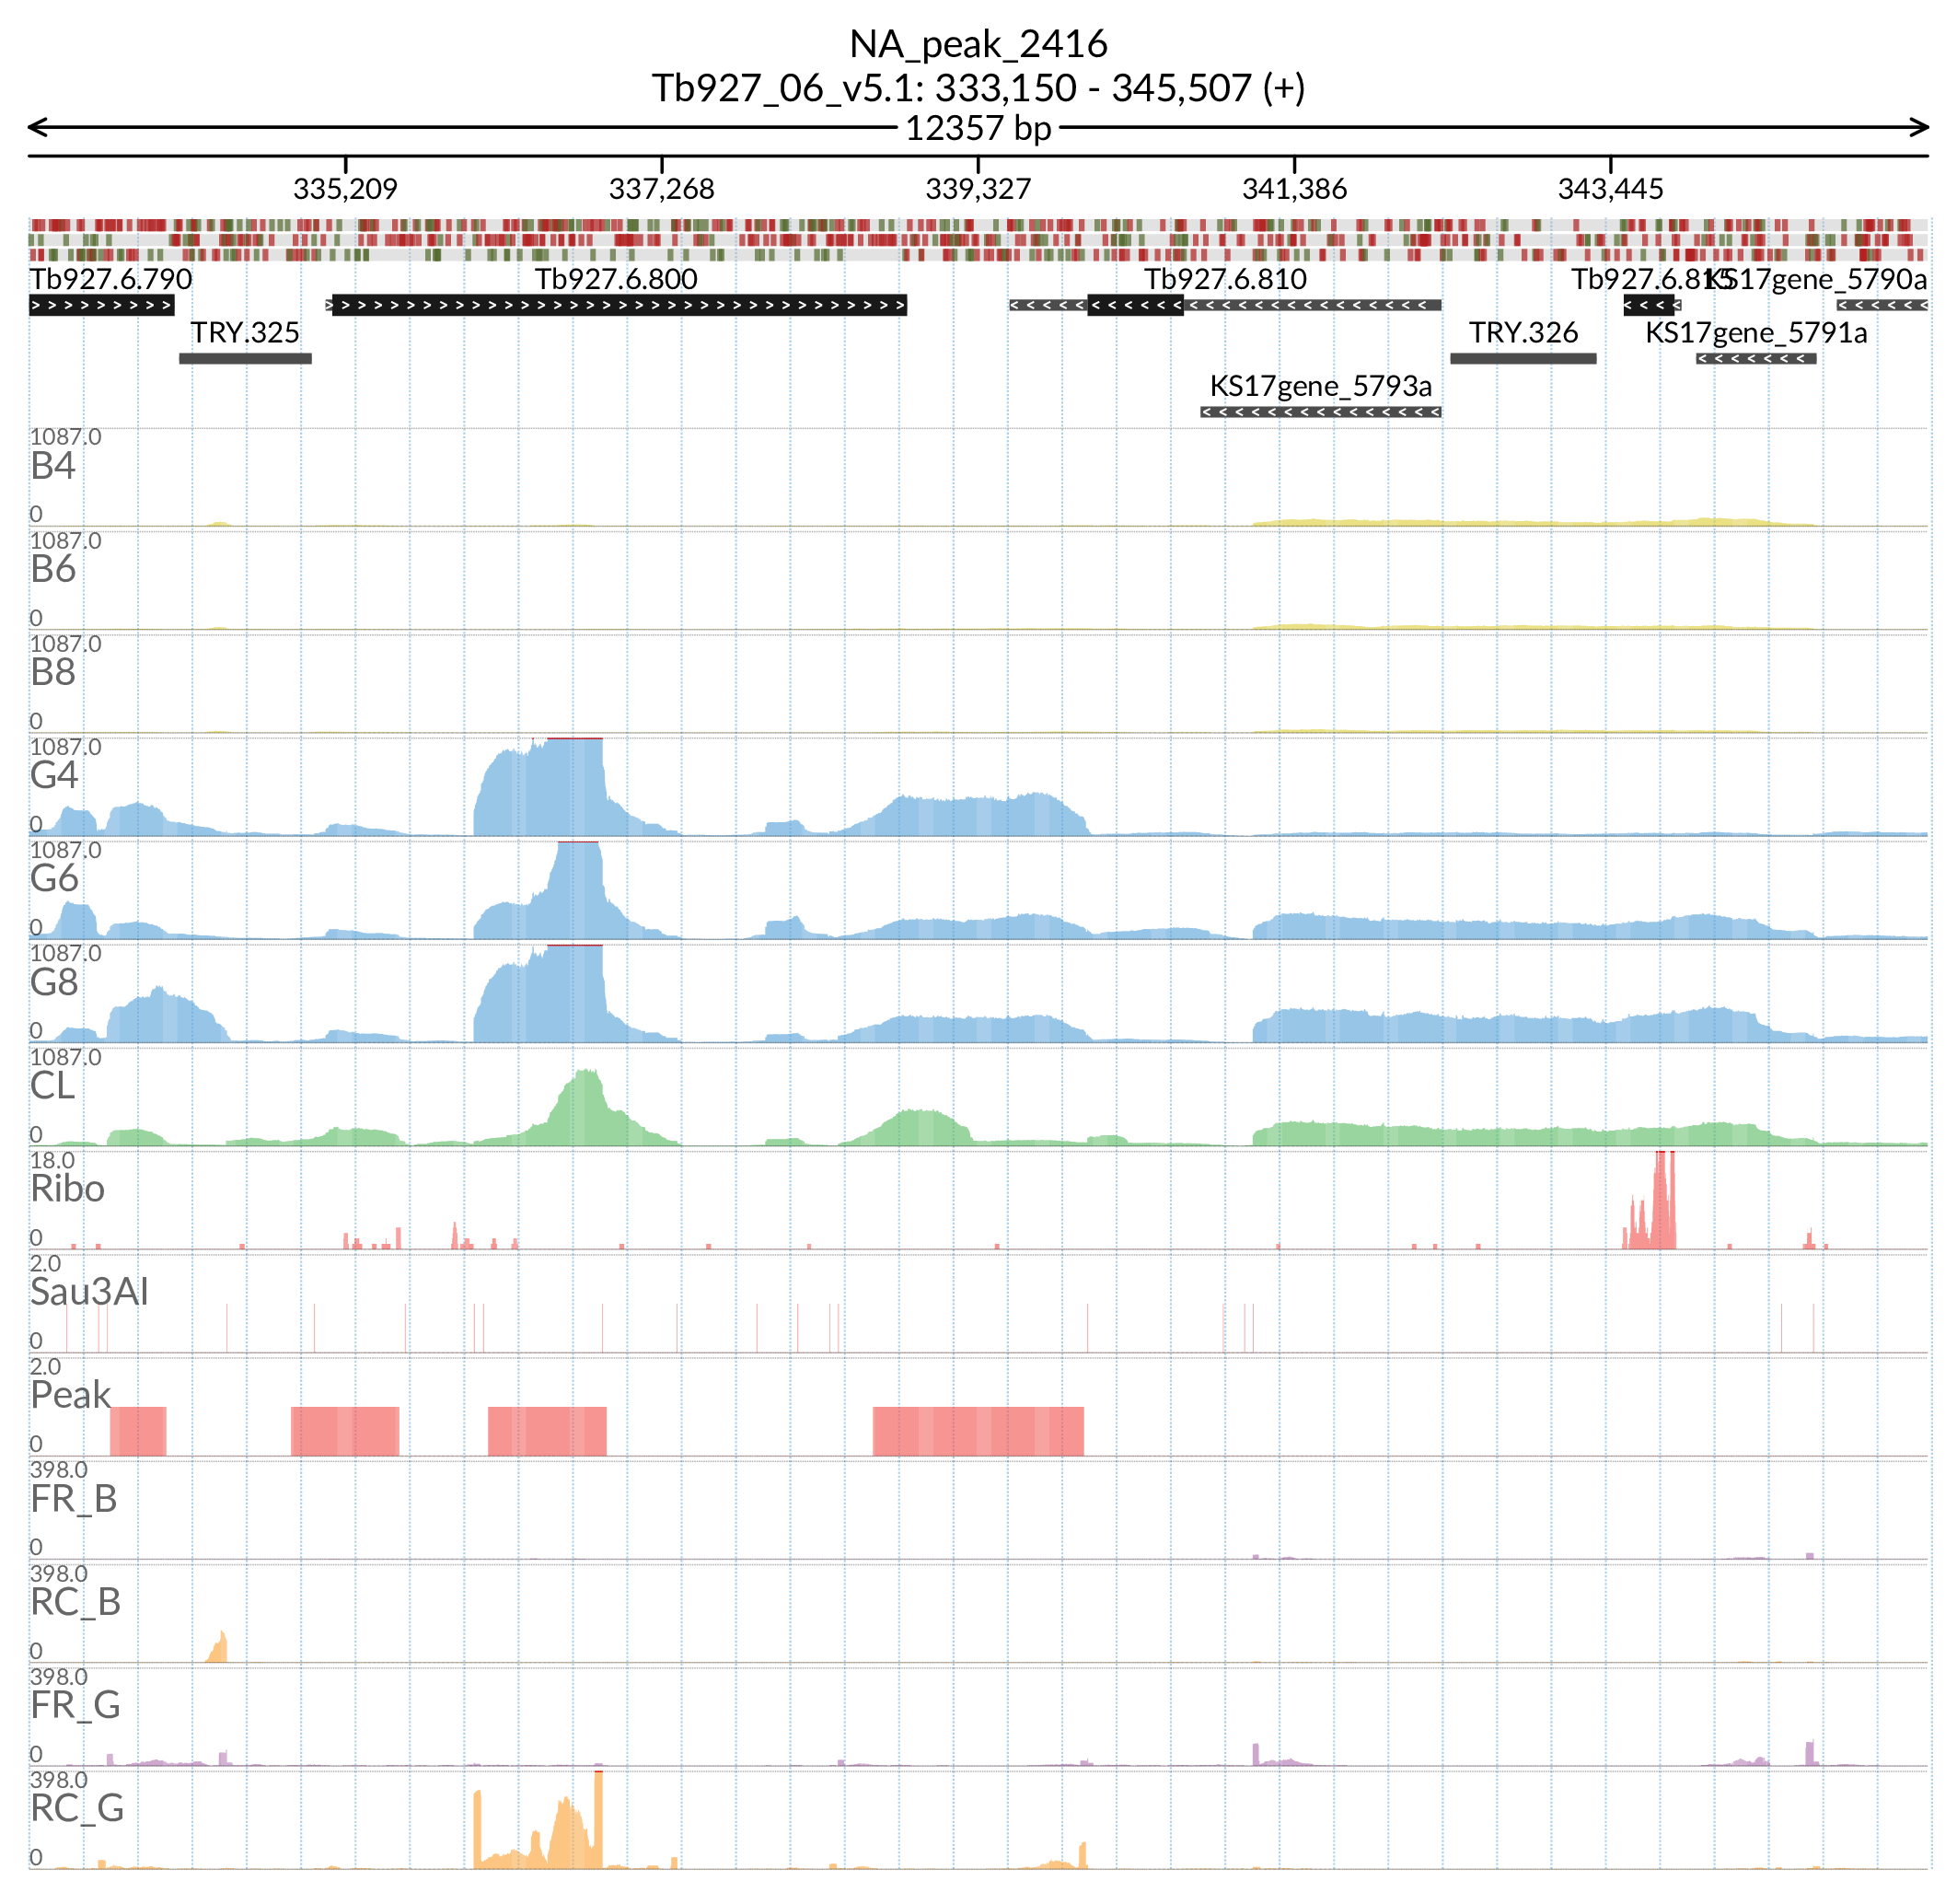 NA_peak_2416
Tb927_06_v5.1: 333,150 - 345,507 (+)
12357 bp
335,209 337,268 339,327 341,386 343,445
Tb927.6.790 Tb927.6.800 Tb927.6.810 Tb927.6.815 KS17gene_5790a
TRY.325 TRY.326 KS17gene_5791a
KS17gene_5793a
1087.0
B4
0
1087.0
B6
0
1087.0
B8
0
1087.0
G4
0
1087.0
G6
0
1087.0
G8
0
1087.0
CL
0
18.0
Ribo
0
2.0
Sau3AI
0
2.0
Peak
0
398.0
FR_B
0
398.0
RC_B
0
398.0
FR_G
0
398.0
RC_G
0